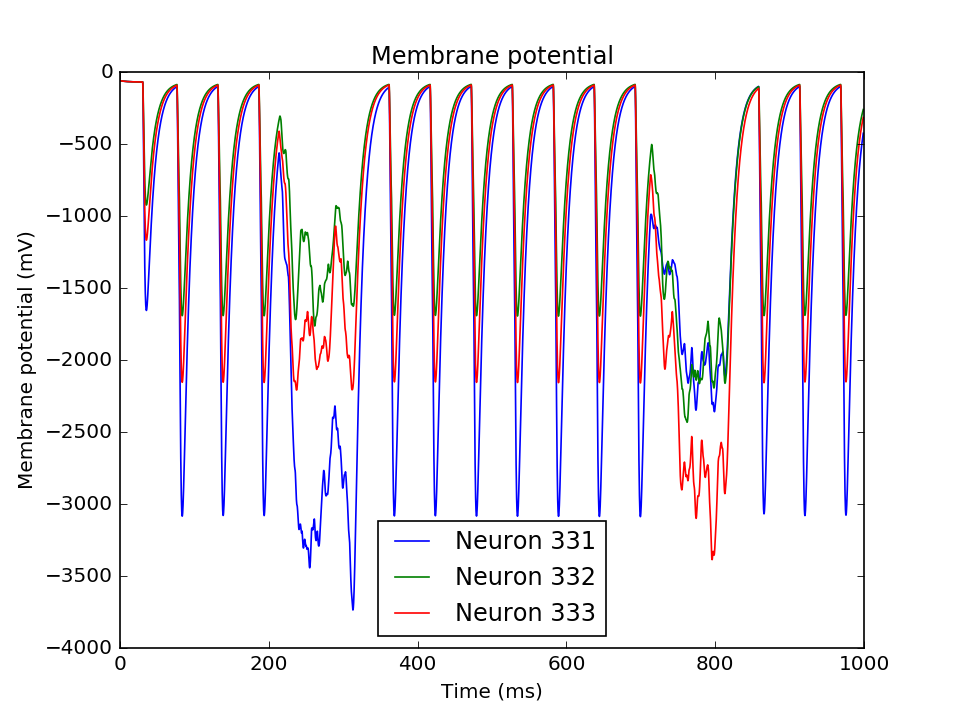 Membrane potential
Membrane potential (mV)
0
−500
−1000
−1500
−2000
−2500
−3000
−3500
−4000
Neuron 331
Neuron 332
Neuron 333
0 200 400 600 800 1000
Time (ms)